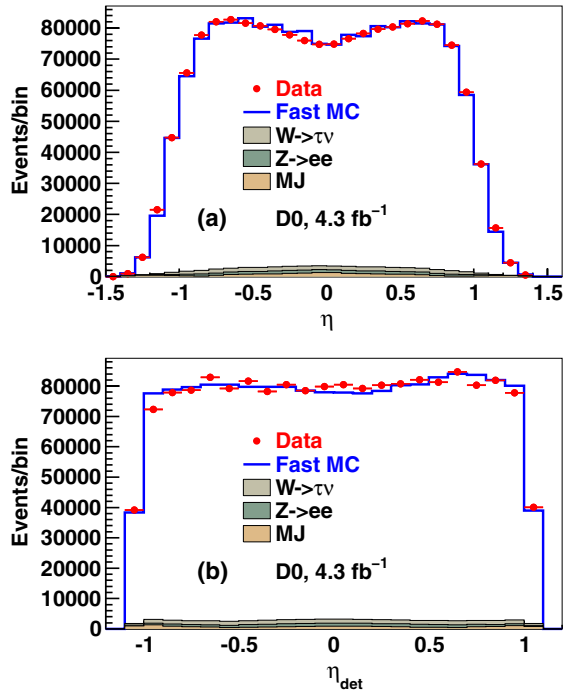 Events/bin
90000
80000
70000
60000
50000
40000
30000
20000
10000
0
Data
Fast MC
W->τν
Z->ee
MJ
(a) D0, 4.3 fb⁻¹
-1.5 -1 -0.5 0 0.5 1 1.5
η
Events/bin
80000
70000
60000
50000
40000
30000
20000
10000
0
Data
Fast MC
W->τν
Z->ee
MJ
(b) D0, 4.3 fb⁻¹
-1 -0.5 0 0.5 1
η_det